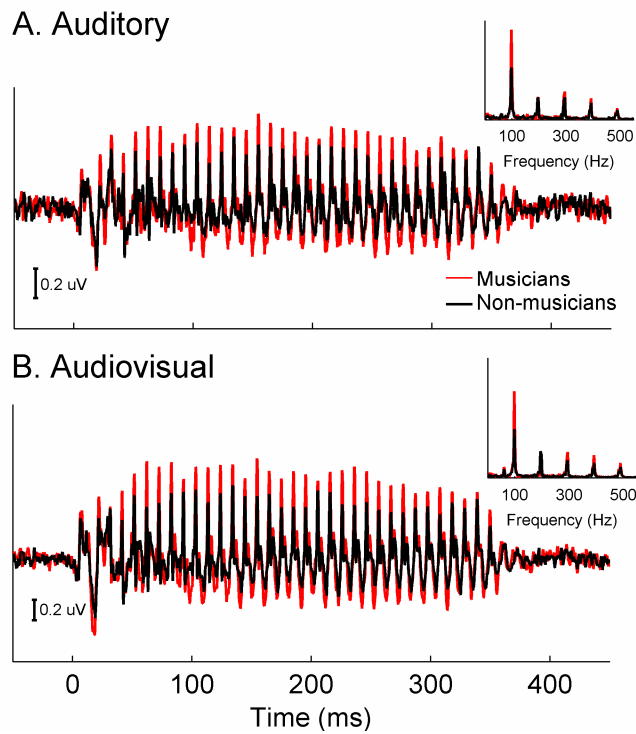 A. Auditory
100 300 500
Frequency (Hz)
0.2 uV
Musicians
Non-musicians
B. Audiovisual
100 300 500
Frequency (Hz)
0.2 uV
0 100 200 300 400
Time (ms)